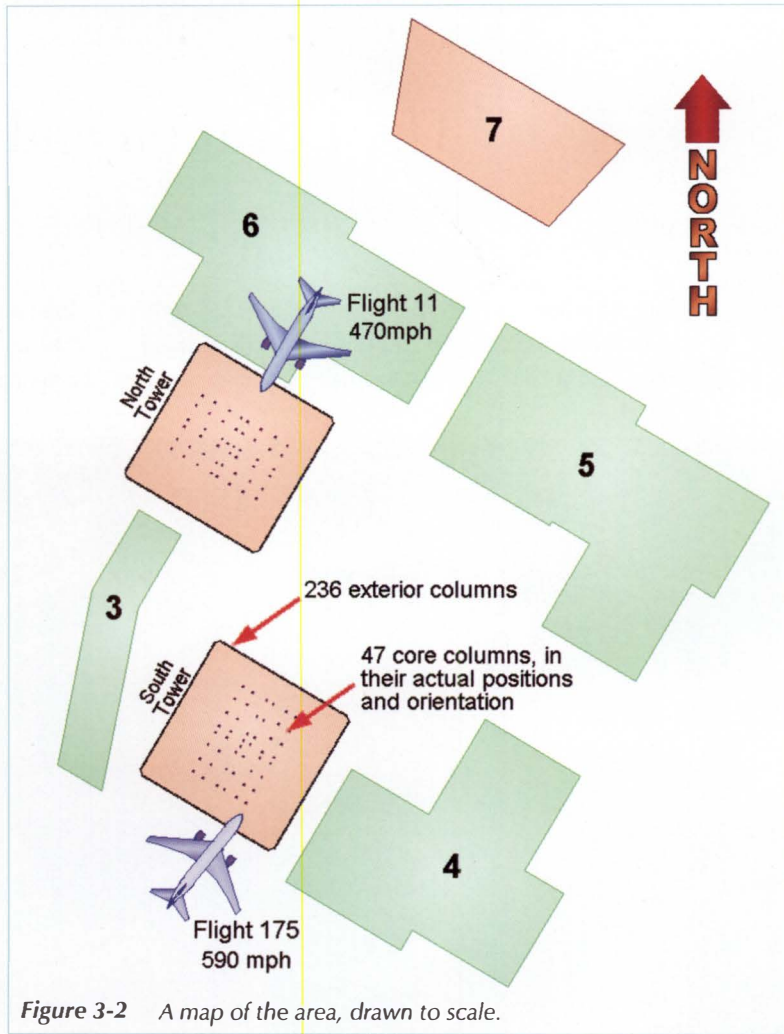 7
NORTH
6
Flight 11
470mph
North
Tower
5
236 exterior columns
3
47 core columns, in
their actual positions
and orientation
South
Tower
4
Flight 175
590 mph
Figure 3-2 A map of the area, drawn to scale.